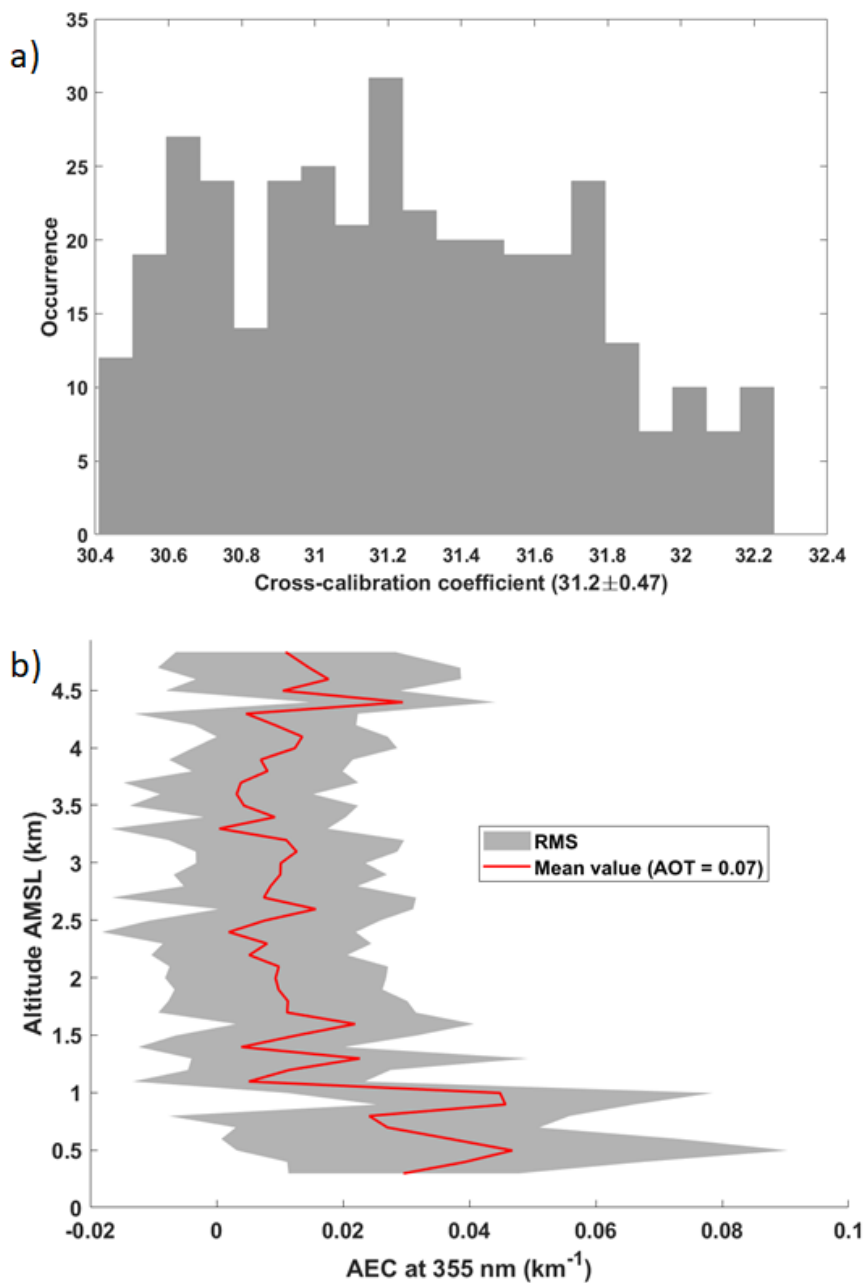 a)
35
30
25
20
15
10
5
0
Occurrence
30.4 30.6 30.8 31 31.2 31.4 31.6 31.8 32 32.2 32.4
Cross-calibration coefficient (31.2±0.47)
b)
4.5
4
3.5
3
2.5
2
1.5
1
0.5
0
Altitude AMSL (km)
RMS
Mean value (AOT = 0.07)
-0.02 0 0.02 0.04 0.06 0.08 0.1
AEC at 355 nm (km⁻¹)